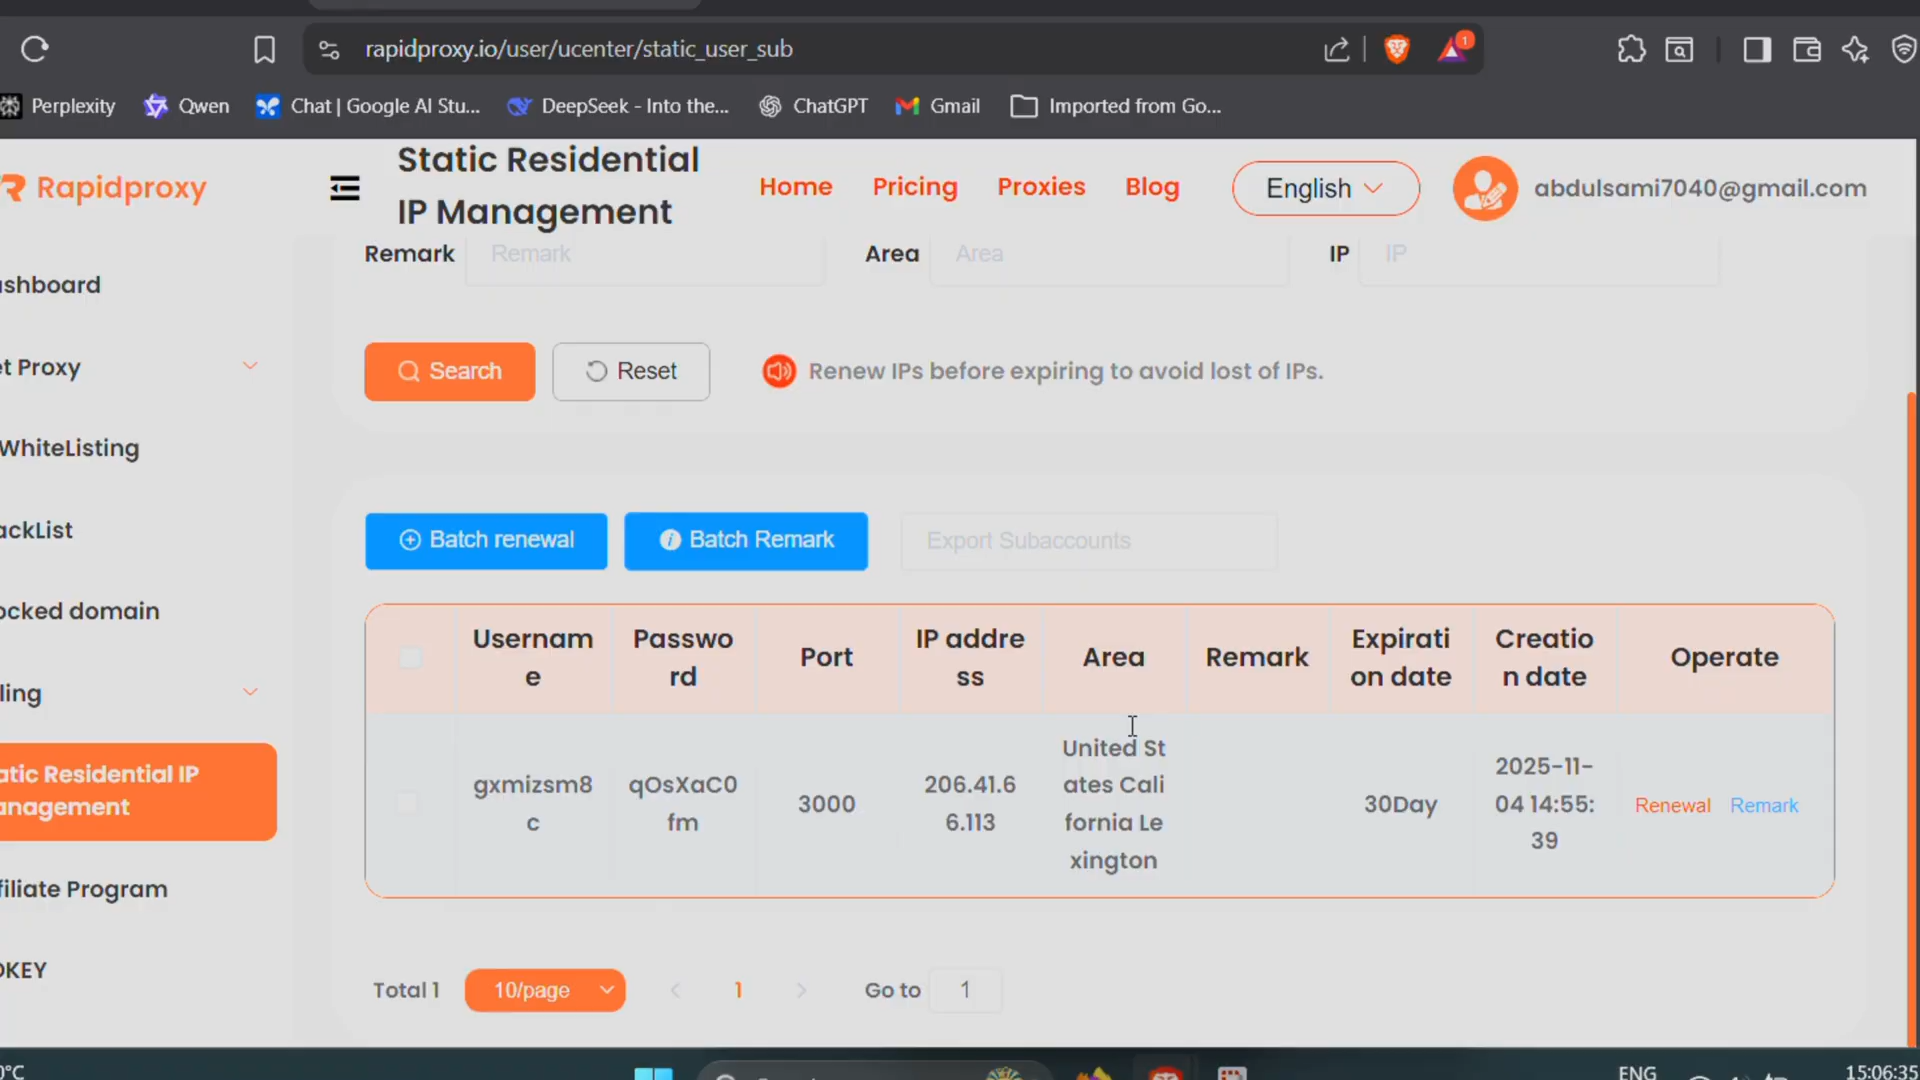 rapidproxy.io/user/ucenter/static_user_sub
1
Perplexity
Qwen
Chat | Google AI Stu...
DeepSeek - Into the...
ChatGPT
Gmail
Imported from Go...
Rapidproxy
Static Residential
IP Management
Home
Pricing
Proxies
Blog
English
abdulsami7040@gmail.com
Remark
Remark
Area
Area
IP
IP
Search
Reset
Renew IPs before expiring to avoid lost of IPs.
shboard
t Proxy
WhiteListing
ackList
ocked domain
ling
atic Residential IP
anagement
filiate Program
KEY
Batch renewal
Batch Remark
Export Subaccounts
Usernam
e
Passwo
rd
Port
IP addre
ss
Area
Remark
Expirati
on date
Creatio
n date
Operate
gxmizsm8
c
qOsXaC0
fm
3000
206.41.6
6.113
United St
ates Cali
fornia Le
xington
30Day
2025-11-
04 14:55:
39
Renewal
Remark
Total 1
10/page
1
Go to
1
0°C
ENG
15:06:35